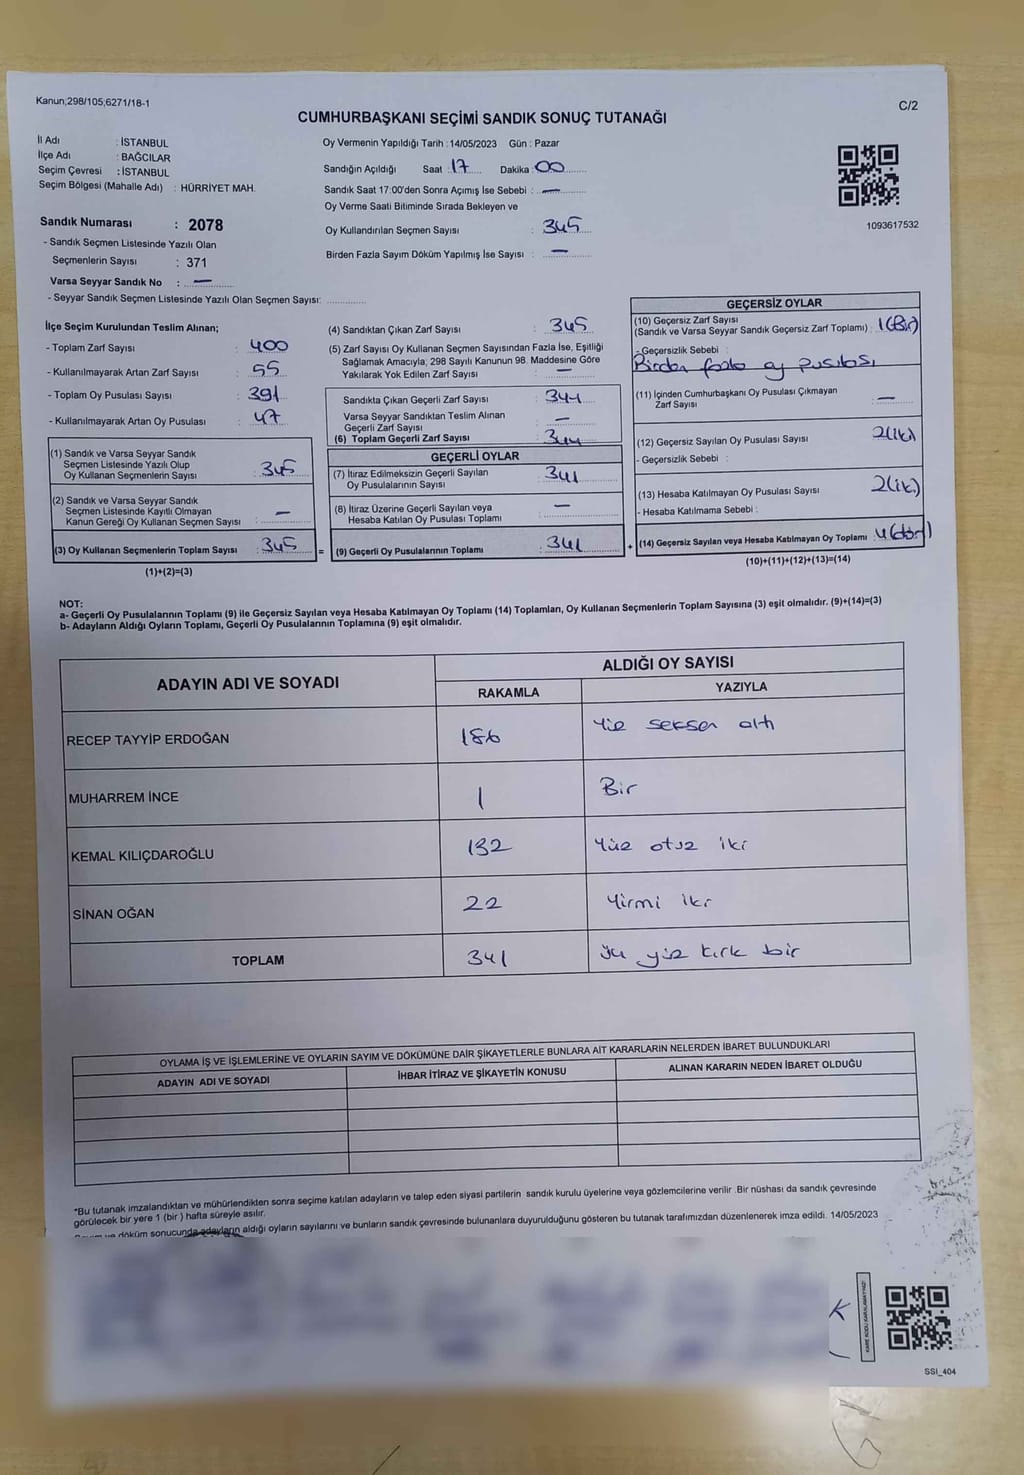 Kanun;298/105;6271/18-1
C/2
CUMHURBAŞKANI SEÇİMİ SANDIK SONUÇ TUTANAĞI
İl Adı : İSTANBUL
İlçe Adı : BAĞCILAR
Seçim Çevresi : İSTANBUL
Seçim Bölgesi (Mahalle Adı) : HÜRRİYET MAH.
Oy Vermenin Yapıldığı Tarih : 14/05/2023 Gün : Pazar
Sandığın Açıldığı Saat : 17 Dakika : 00
Sandık Saat 17:00'den Sonra Açımış İse Sebebi : —
Oy Verme Saati Bitiminde Sırada Bekleyen ve
Oy Kullandırılan Seçmen Sayısı : 345
Birden Fazla Sayım Döküm Yapılmış İse Sayısı : —
1093617532
Sandık Numarası : 2078
- Sandık Seçmen Listesinde Yazılı Olan
Seçmenlerin Sayısı : 371
Varsa Seyyar Sandık No : —
- Seyyar Sandık Seçmen Listesinde Yazılı Olan Seçmen Sayısı:
İlçe Seçim Kurulundan Teslim Alınan;
- Toplam Zarf Sayısı : 400
- Kullanılmayarak Artan Zarf Sayısı : 55
- Toplam Oy Pusulası Sayısı : 391
- Kullanılmayarak Artan Oy Pusulası : 47
(1) Sandık ve Varsa Seyyar Sandık
Seçmen Listesinde Yazılı Olup
Oy Kullanan Seçmenlerin Sayısı : 345
(2) Sandık ve Varsa Seyyar Sandık
Seçmen Listesinde Kayıtlı Olmayan
Kanun Gereği Oy Kullanan Seçmen Sayısı : —
(3) Oy Kullanan Seçmenlerin Toplam Sayısı : 345
(1)+(2)=(3)
(4) Sandıktan Çıkan Zarf Sayısı : 345
(5) Zarf Sayısı Oy Kullanan Seçmen Sayısından Fazla İse, Eşitliği
Sağlamak Amacıyla, 298 Sayılı Kanunun 98. Maddesine Göre
Yakılarak Yok Edilen Zarf Sayısı : —
Sandıkta Çıkan Geçerli Zarf Sayısı : 344
Varsa Seyyar Sandıktan Teslim Alınan
Geçerli Zarf Sayısı : —
(6) Toplam Geçerli Zarf Sayısı : 344
GEÇERLİ OYLAR
(7) İtiraz Edilmeksizin Geçerli Sayılan
Oy Pusulalarının Sayısı : 341
(8) İtiraz Üzerine Geçerli Sayılan veya
Hesaba Katılan Oy Pusulası Toplamı : —
= (9) Geçerli Oy Pusulalarının Toplamı : 341
GEÇERSİZ OYLAR
(10) Geçersiz Zarf Sayısı
(Sandık ve Varsa Seyyar Sandık Geçersiz Zarf Toplamı) : 1(Bir)
- Geçersizlik Sebebi :
Birden fazla oy pusulası
(11) İçinden Cumhurbaşkanı Oy Pusulası Çıkmayan
Zarf Sayısı : —
(12) Geçersiz Sayılan Oy Pusulası Sayısı : 2(iki)
- Geçersizlik Sebebi :
(13) Hesaba Katılmayan Oy Pusulası Sayısı : 2(iki)
- Hesaba Katılmama Sebebi :
+ (14) Geçersiz Sayılan veya Hesaba Katılmayan Oy Toplamı : 4(dört)
(10)+(11)+(12)+(13)=(14)
NOT:
a- Geçerli Oy Pusulalarının Toplamı (9) ile Geçersiz Sayılan veya Hesaba Katılmayan Oy Toplamı (14) Toplamları, Oy Kullanan Seçmenlerin Toplam Sayısına (3) eşit olmalıdır. (9)+(14)=(3)
b- Adayların Aldığı Oyların Toplamı, Geçerli Oy Pusulalarının Toplamına (9) eşit olmalıdır.
ADAYIN ADI VE SOYADI
ALDIĞI OY SAYISI
RAKAMLA YAZIYLA
RECEP TAYYİP ERDOĞAN 186 Yüz seksen altı
MUHARREM İNCE 1 Bir
KEMAL KILIÇDAROĞLU 132 Yüz otuz iki
SİNAN OĞAN 22 Yirmi iki
TOPLAM 341 Üç yüz kırk bir
OYLAMA İŞ VE İŞLEMLERİNE VE OYLARIN SAYIM VE DÖKÜMÜNE DAİR ŞİKAYETLERLE BUNLARA AİT KARARLARIN NELERDEN İBARET BULUNDUKLARI
ADAYIN ADI VE SOYADI İHBAR İTİRAZ VE ŞİKAYETİN KONUSU ALINAN KARARIN NEDEN İBARET OLDUĞU
*Bu tutanak imzalandıktan ve mühürlendikten sonra seçime katılan adayların ve talep eden siyasi partilerin sandık kurulu üyelerine veya gözlemcilerine verilir .Bir nüshası da sandık çevresinde
görülecek bir yere 1 (bir ) hafta süreyle asılır.
ve döküm sonucunda adayların aldığı oyların sayılarını ve bunların sandık çevresinde bulunanlara duyurulduğunu gösteren bu tutanak tarafımızdan düzenlenerek imza edildi. 14/05/2023
K
KARE KODU KARALAMAYINIZ!
SSI_404